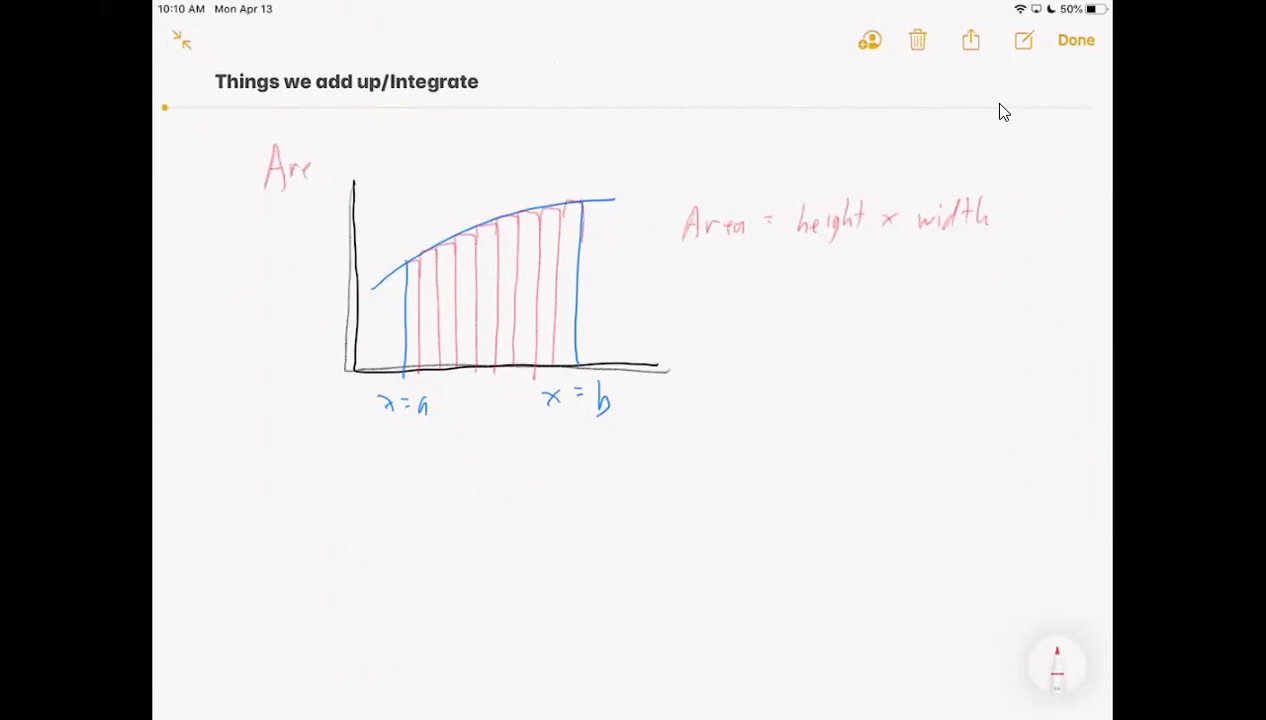 10:10 AM Mon Apr 13
50%
Done
Things we add up/Integrate
Are
Area = height x width
x = a
x = b